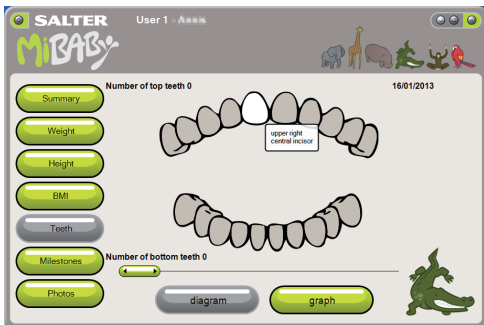 SALTER
MiBABy
User 1
Number of top teeth 0
16/01/2013
upper right
central incisor
Summary
Weight
Height
BMI
Teeth
Milestones
Photos
Number of bottom teeth 0
diagram
graph